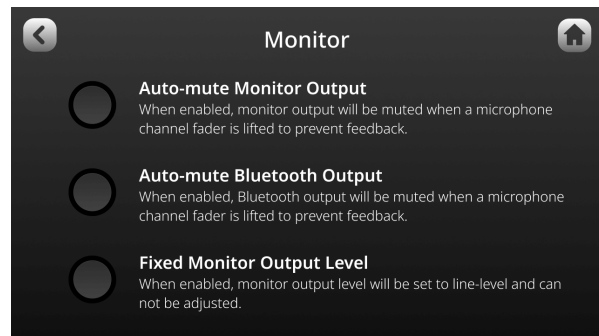 Monitor
Auto-mute Monitor Output
When enabled, monitor output will be muted when a microphone
channel fader is lifted to prevent feedback.
Auto-mute Bluetooth Output
When enabled, Bluetooth output will be muted when a microphone
channel fader is lifted to prevent feedback.
Fixed Monitor Output Level
When enabled, monitor output level will be set to line-level and can
not be adjusted.